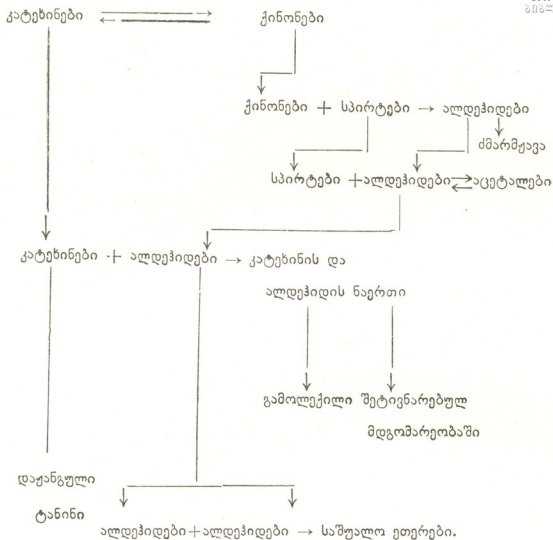 კატეხინები ⇄ ქინონები
ქინონები + სპირტები → ალდეჰიდები
ძმარმჟავა
სპირტები + ალდეჰიდები ⇄ აცეტალები
კატეხინები + ალდეჰიდები → კატეხინის და
ალდეჰიდის ნაერთი
გამოლექილი შეტივნარებულ
მდგომარეობაში
დაჟანგული
ტანინი
ალდეჰიდები + ალდეჰიდები → საშუალო ეთერები.